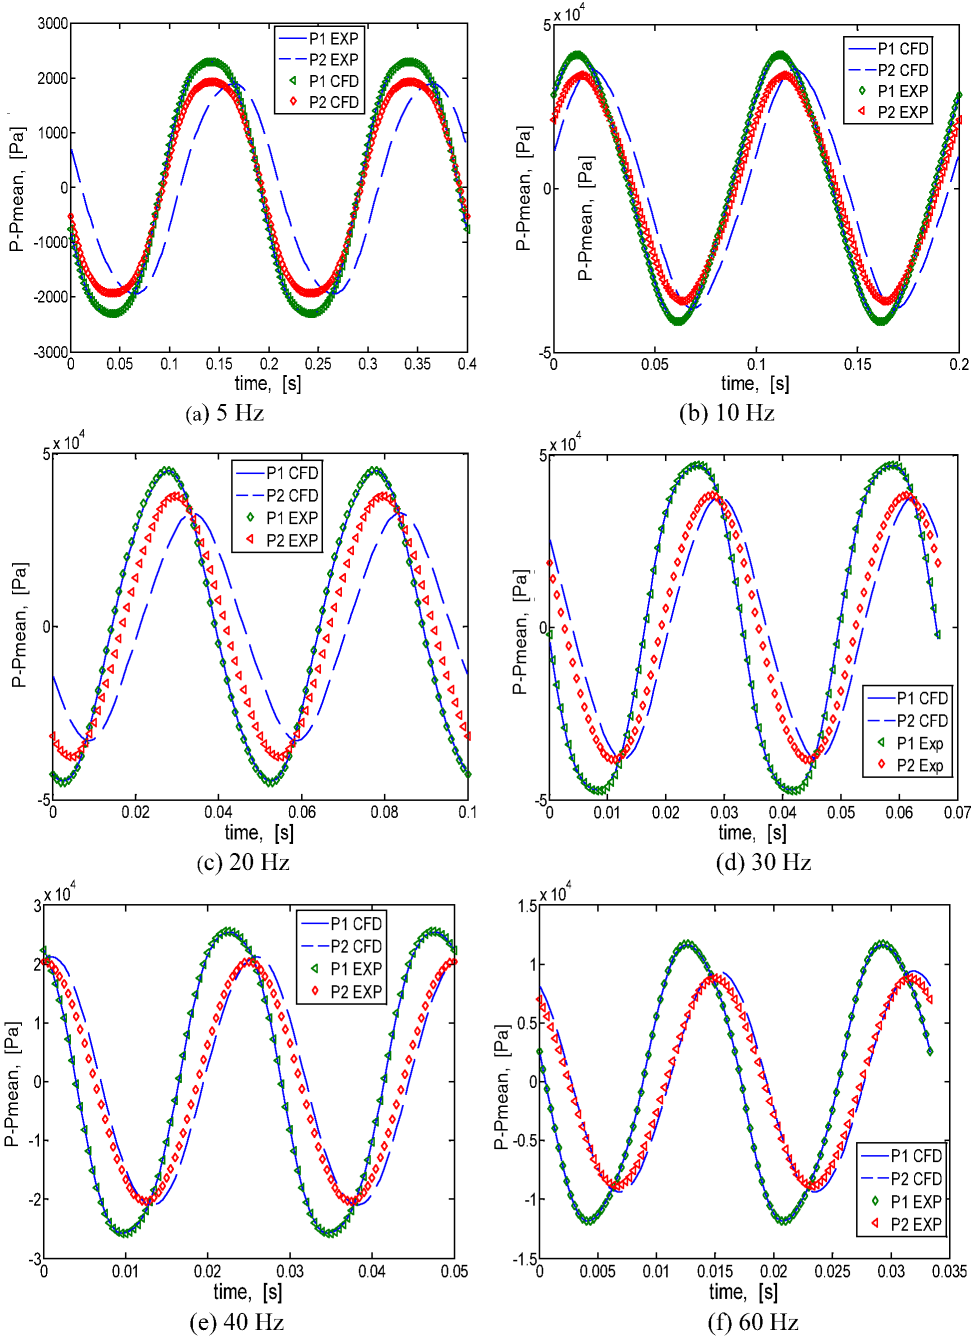 3000
2000
1000
0
-1000
-2000
-3000
P-Pmean, [Pa]
P1 EXP
P2 EXP
P1 CFD
P2 CFD
0 0.05 0.1 0.15 0.2 0.25 0.3 0.35 0.4
time, [s]
(a) 5 Hz
x 10^4
5
0
-5
P-Pmean, [Pa]
P-Pmean, [Pa]
P1 CFD
P2 CFD
P1 EXP
P2 EXP
0 0.05 0.1 0.15 0.2
time, [s]
(b) 10 Hz
x 10^4
5
0
-5
P-Pmean, [Pa]
P1 CFD
P2 CFD
P1 EXP
P2 EXP
0 0.02 0.04 0.06 0.08 0.1
time, [s]
(c) 20 Hz
x 10^4
5
0
-5
P-Pmean, [Pa]
P1 CFD
P2 CFD
P1 Exp
P2 Exp
0 0.01 0.02 0.03 0.04 0.05 0.06 0.07
time, [s]
(d) 30 Hz
x 10^4
3
2
1
0
-1
-2
-3
P-Pmean, [Pa]
P1 CFD
P2 CFD
P1 EXP
P2 EXP
0 0.01 0.02 0.03 0.04 0.05
time, [s]
(e) 40 Hz
x 10^4
1.5
1
0.5
0
-0.5
-1
-1.5
P-Pmean, [Pa]
P1 CFD
P2 CFD
P1 EXP
P2 EXP
0 0.005 0.01 0.015 0.02 0.025 0.03 0.035
time, [s]
(f) 60 Hz